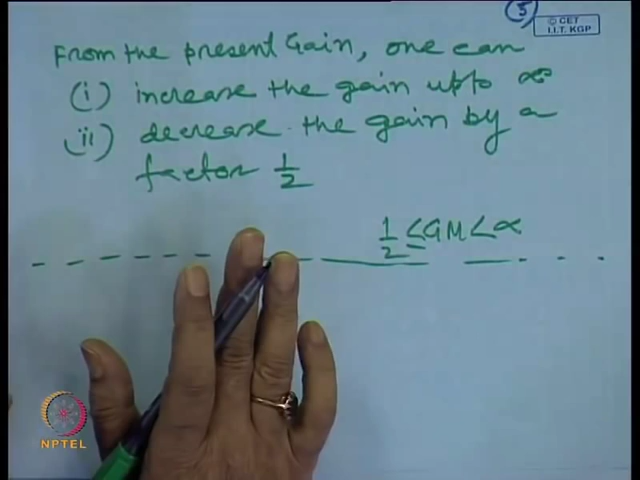 5
© CET
I.I.T. KGP
From the present Gain, one can
(i) increase the gain upto ∞
(ii) decrease the gain by a
factor 1/2
1/2 ≤ GM < ∝
NPTEL